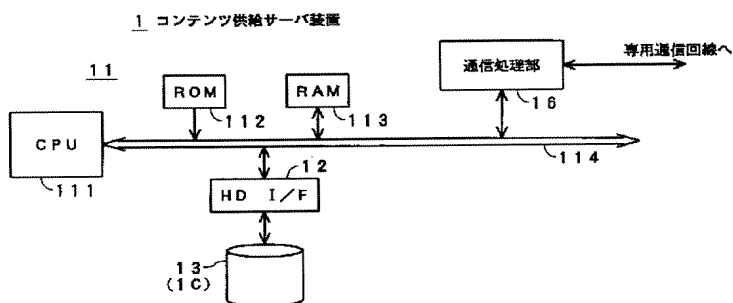 1 コンテンツ供給サーバ装置
専用通信回線へ
通信処理部
16
11
ROM
112
RAM
113
CPU
111
114
12
HD I/F
13
(1C)